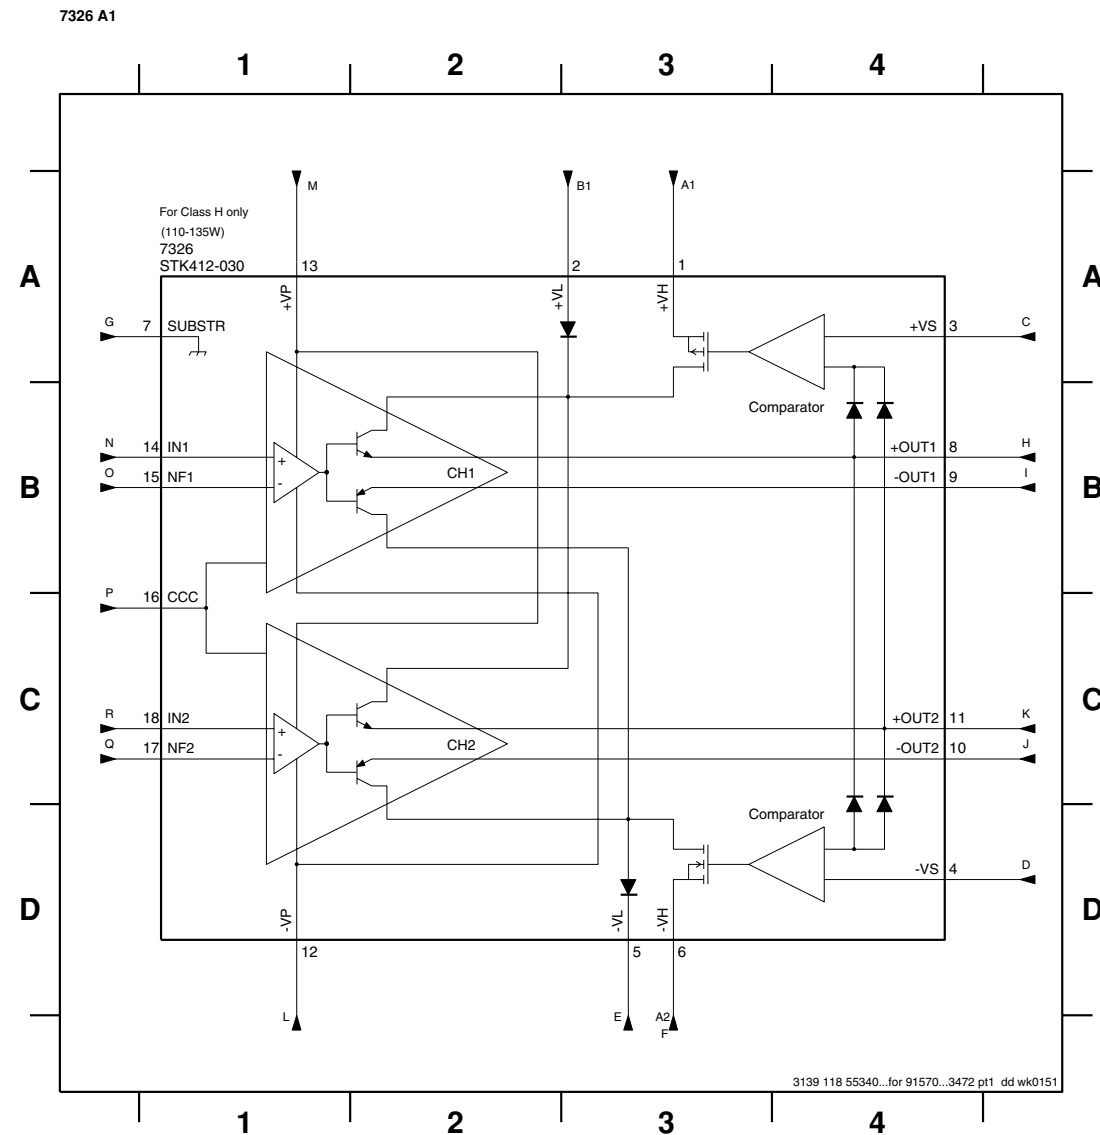 7326 A1
1 2 3 4
M B1 A1
For Class H only
(110-135W)
7326
STK412-030 13 2 1
A A
+VP +VL +VH
G 7 SUBSTR +VS 3 C
Comparator
N 14 IN1 + +OUT1 8 H
CH1
O 15 NF1 - -OUT1 9 I
B B
P 16 CCC
C C
R 18 IN2 + +OUT2 11 K
CH2
Q 17 NF2 - -OUT2 10 J
Comparator
-VS 4 D
D D
-VP -VL -VH
12 5 6
L E A2
F
3139 118 55340...for 91570...3472 pt1 dd wk0151
1 2 3 4